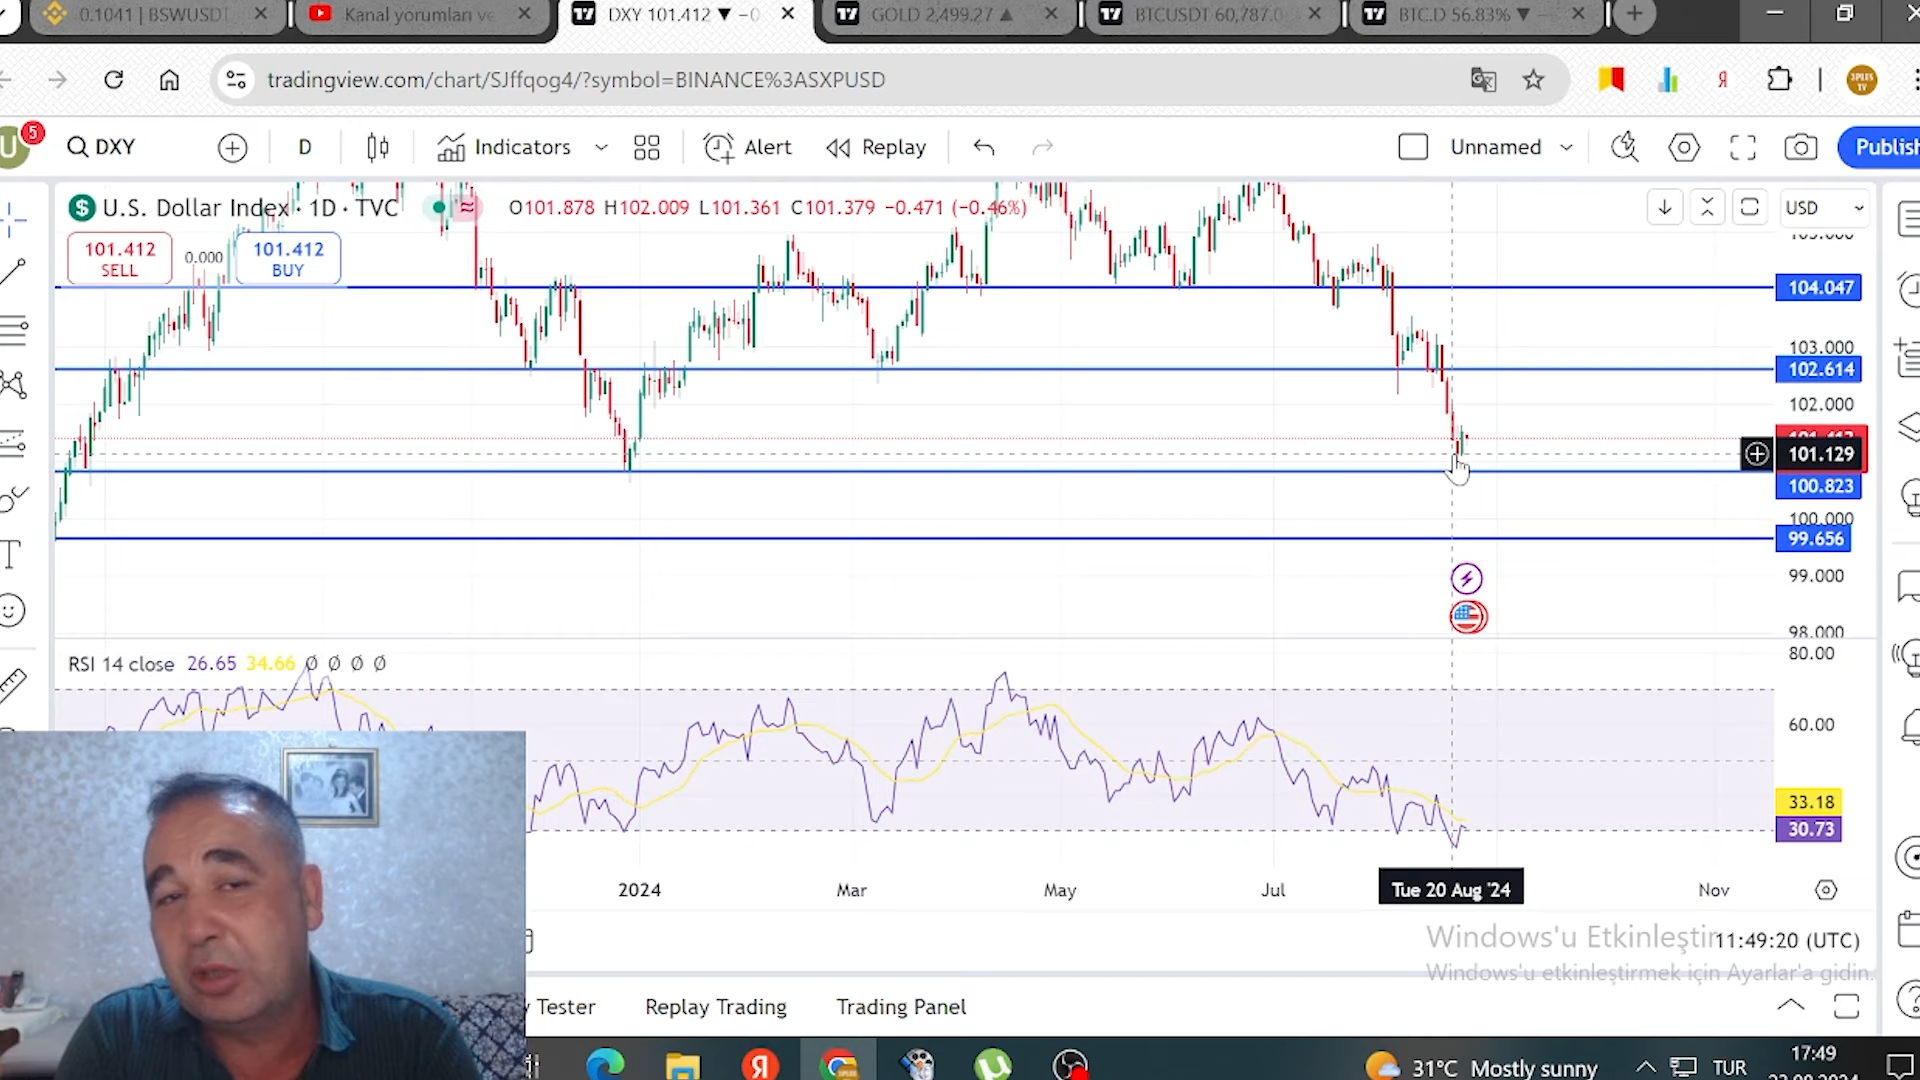 0.1041 | BSWUSDT
Kanal yorumları ve
DXY 101.412 ▼ −0
GOLD 2,499.27 ▲
BTCUSDT 60,787.0
BTC.D 56.83% ▼
tradingview.com/chart/SJffqog4/?symbol=BINANCE%3ASXPUSD
U 5
DXY D Indicators Alert Replay Unnamed Publish
U.S. Dollar Index · 1D · TVC O101.878 H102.009 L101.361 C101.379 −0.471 (−0.46%)
USD
101.412 SELL 0.000 101.412 BUY
104.047
103.000
102.614
102.000
101.129
100.823
100.000
99.656
99.000
98.000
RSI 14 close 26.65 34.66 Ø Ø Ø Ø
80.00
60.00
33.18
30.73
2024 Mar May Jul Tue 20 Aug '24 Nov
Windows'u Etkinleştir
11:49:20 (UTC)
Windows'u etkinleştirmek için Ayarlar'a gidin.
Tester Replay Trading Trading Panel
31°C Mostly sunny TUR 17:49